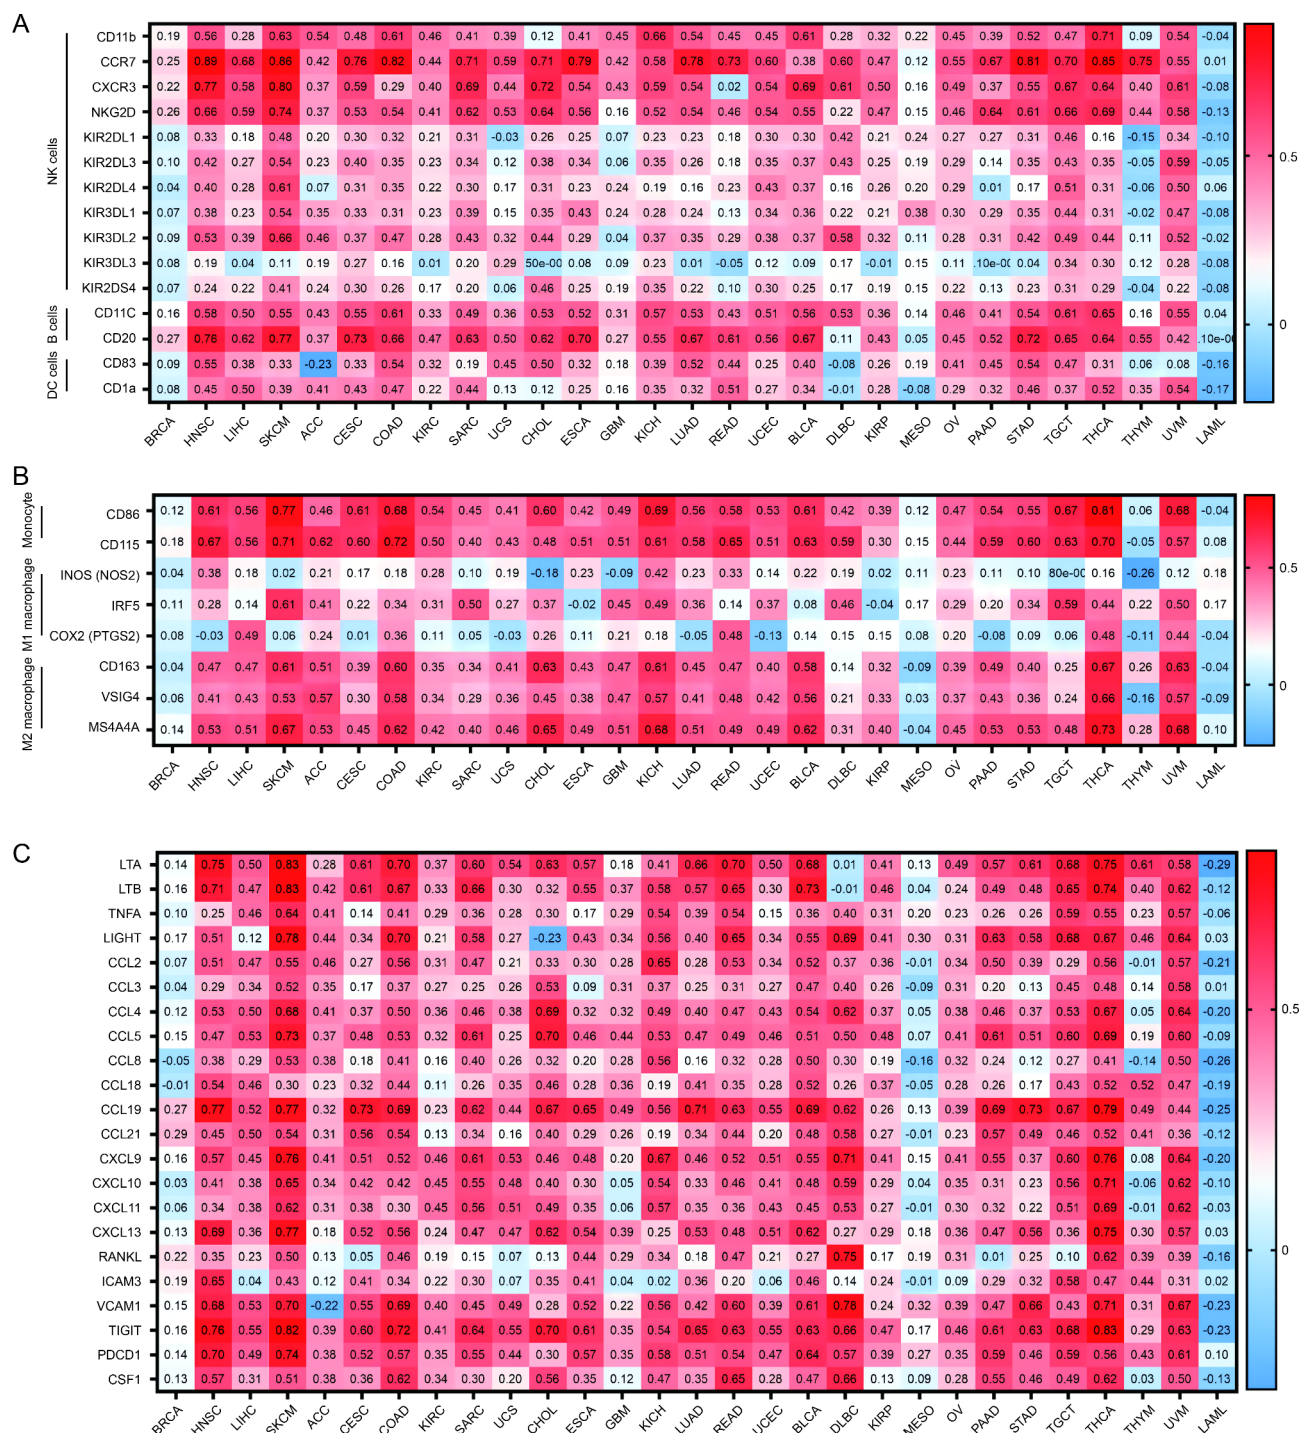 A
NK cells
B cells
DC cells
CD11b 0.19 0.56 0.28 0.63 0.54 0.48 0.61 0.46 0.41 0.39 0.12 0.41 0.45 0.66 0.54 0.45 0.45 0.61 0.28 0.32 0.22 0.45 0.39 0.52 0.47 0.71 0.09 0.54 -0.04
CCR7 0.25 0.89 0.68 0.86 0.42 0.76 0.82 0.44 0.71 0.59 0.71 0.79 0.42 0.58 0.78 0.73 0.60 0.38 0.60 0.47 0.12 0.55 0.67 0.81 0.70 0.85 0.75 0.55 0.01
CXCR3 0.22 0.77 0.58 0.80 0.37 0.59 0.29 0.40 0.69 0.44 0.72 0.54 0.43 0.59 0.54 0.02 0.54 0.69 0.61 0.50 0.16 0.49 0.37 0.55 0.67 0.64 0.40 0.61 -0.08
NKG2D 0.26 0.66 0.59 0.74 0.37 0.53 0.54 0.41 0.62 0.53 0.64 0.56 0.16 0.52 0.54 0.46 0.54 0.55 0.22 0.47 0.15 0.46 0.64 0.61 0.66 0.69 0.44 0.58 -0.13
KIR2DL1 0.08 0.33 0.18 0.48 0.20 0.30 0.32 0.21 0.31 -0.03 0.26 0.25 0.07 0.23 0.23 0.18 0.30 0.30 0.42 0.21 0.24 0.27 0.27 0.31 0.46 0.16 -0.15 0.34 -0.10
KIR2DL3 0.10 0.42 0.27 0.54 0.23 0.40 0.35 0.23 0.34 0.12 0.38 0.34 0.06 0.35 0.26 0.18 0.35 0.37 0.43 0.25 0.19 0.29 0.14 0.35 0.43 0.35 -0.05 0.59 -0.05
KIR2DL4 0.04 0.40 0.28 0.61 0.07 0.31 0.35 0.22 0.30 0.17 0.31 0.23 0.24 0.19 0.16 0.23 0.43 0.37 0.16 0.26 0.20 0.29 0.01 0.17 0.51 0.31 -0.06 0.50 0.06
KIR3DL1 0.07 0.38 0.23 0.54 0.35 0.33 0.31 0.23 0.39 0.15 0.35 0.43 0.24 0.28 0.24 0.13 0.34 0.36 0.22 0.21 0.38 0.30 0.29 0.35 0.44 0.31 -0.02 0.47 -0.08
KIR3DL2 0.09 0.53 0.39 0.66 0.46 0.37 0.47 0.28 0.43 0.32 0.44 0.29 0.04 0.37 0.35 0.29 0.38 0.37 0.58 0.32 0.11 0.28 0.31 0.42 0.49 0.44 0.11 0.52 -0.02
KIR3DL3 0.08 0.19 0.04 0.11 0.19 0.27 0.16 0.01 0.20 0.29 50e-00 0.08 0.09 0.23 0.01 -0.05 0.12 0.09 0.17 -0.01 0.15 0.11 .10e-00 0.04 0.34 0.30 0.12 0.28 -0.08
KIR2DS4 0.07 0.24 0.22 0.41 0.24 0.30 0.26 0.17 0.20 0.06 0.46 0.25 0.19 0.35 0.22 0.10 0.30 0.25 0.19 0.26 0.15 0.22 0.13 0.23 0.31 0.35 -0.04 0.22 -0.08
CD11C 0.16 0.58 0.50 0.55 0.43 0.55 0.55 0.33 0.49 0.36 0.53 0.52 0.31 0.57 0.53 0.43 0.51 0.56 0.53 0.36 0.14 0.46 0.41 0.56 0.61 0.65 0.16 0.55 0.04
CD20 0.27 0.76 0.62 0.77 0.37 0.73 0.66 0.47 0.63 0.50 0.62 0.70 0.27 0.55 0.67 0.61 0.56 0.67 0.11 0.43 0.05 0.45 0.50 0.72 0.65 0.64 0.55 0.42 .10e-00
CD83 0.09 0.55 0.38 0.33 -0.23 0.33 0.54 0.32 0.19 0.45 0.50 0.32 0.18 0.39 0.52 0.44 0.25 0.40 -0.08 0.26 0.19 0.41 0.45 0.54 0.47 0.52 0.06 0.08 -0.16
CD1a 0.08 0.45 0.50 0.39 0.41 0.43 0.47 0.22 0.44 0.13 0.12 0.25 0.16 0.35 0.32 0.51 0.27 0.34 -0.01 0.28 -0.08 0.29 0.32 0.46 0.37 0.52 0.35 0.54 -0.17
0.5
0
BRCA HNSC LIHC SKCM ACC CESC COAD KIRC SARC UCS CHOL ESCA GBM KICH LUAD READ UCEC BLCA DLBC KIRP MESO OV PAAD STAD TGCT THCA THYM UVM LAML
B
Monocyte
M1 macrophage
M2 macrophage
CD86 0.12 0.61 0.56 0.77 0.46 0.61 0.68 0.54 0.45 0.41 0.60 0.42 0.49 0.69 0.56 0.58 0.53 0.61 0.42 0.39 0.12 0.47 0.54 0.55 0.67 0.81 0.06 0.68 -0.04
CD115 0.18 0.67 0.56 0.71 0.62 0.60 0.72 0.50 0.40 0.43 0.48 0.51 0.51 0.61 0.58 0.65 0.51 0.63 0.59 0.30 0.15 0.44 0.59 0.60 0.63 0.70 -0.05 0.57 0.08
INOS (NOS2) 0.04 0.38 0.18 0.02 0.21 0.17 0.18 0.28 0.10 0.19 -0.18 0.23 -0.09 0.42 0.23 0.33 0.14 0.22 0.19 0.02 0.11 0.23 0.11 0.10 80e-00 0.16 -0.26 0.12 0.18
IRF5 0.11 0.28 0.14 0.61 0.41 0.22 0.34 0.31 0.50 0.27 0.37 -0.02 0.45 0.49 0.31 0.14 0.37 0.08 0.46 -0.04 0.17 0.29 0.20 0.34 0.59 0.44 0.22 0.50 0.17
COX2 (PTGS2) 0.08 -0.03 0.49 0.06 0.24 0.01 0.36 0.11 0.05 -0.03 0.26 0.11 0.21 0.18 -0.05 0.48 -0.13 0.14 0.15 0.15 0.08 0.20 -0.08 0.09 0.06 0.48 -0.11 0.44 -0.04
CD163 0.04 0.47 0.47 0.61 0.51 0.39 0.60 0.35 0.34 0.41 0.63 0.43 0.47 0.61 0.45 0.50 0.40 0.58 0.14 0.32 -0.09 0.39 0.49 0.40 0.25 0.67 0.26 0.63 -0.04
VSIG4 0.06 0.41 0.43 0.53 0.57 0.30 0.58 0.34 0.29 0.36 0.45 0.38 0.47 0.57 0.41 0.48 0.42 0.56 0.21 0.33 0.03 0.37 0.43 0.36 0.24 0.66 -0.16 0.57 -0.09
MS4A4A 0.14 0.53 0.51 0.67 0.53 0.45 0.62 0.42 0.40 0.46 0.65 0.49 0.51 0.68 0.51 0.49 0.49 0.62 0.31 0.40 -0.04 0.45 0.53 0.45 0.53 0.73 0.28 0.68 0.10
0.5
0
BRCA HNSC LIHC SKCM ACC CESC COAD KIRC SARC UCS CHOL ESCA GBM KICH LUAD READ UCEC BLCA DLBC KIRP MESO OV PAAD STAD TGCT THCA THYM UVM LAML
C
LTA 0.14 0.75 0.50 0.83 0.28 0.61 0.70 0.37 0.60 0.54 0.63 0.57 0.18 0.41 0.66 0.70 0.50 0.68 0.01 0.41 0.13 0.49 0.57 0.61 0.68 0.75 0.61 0.58 -0.29
LTB 0.16 0.71 0.47 0.83 0.42 0.61 0.67 0.33 0.66 0.30 0.32 0.55 0.37 0.58 0.57 0.65 0.30 0.73 -0.01 0.46 0.04 0.24 0.49 0.48 0.65 0.74 0.40 0.62 -0.12
TNFA 0.10 0.25 0.46 0.64 0.41 0.14 0.41 0.29 0.36 0.28 0.30 0.17 0.29 0.54 0.39 0.54 0.15 0.36 0.40 0.31 0.20 0.23 0.26 0.26 0.59 0.55 0.23 0.57 -0.06
LIGHT 0.17 0.51 0.12 0.78 0.44 0.34 0.70 0.21 0.58 0.27 -0.23 0.43 0.34 0.56 0.40 0.65 0.34 0.55 0.69 0.41 0.30 0.31 0.63 0.58 0.68 0.67 0.46 0.64 0.03
CCL2 0.07 0.51 0.47 0.55 0.46 0.27 0.56 0.31 0.47 0.21 0.33 0.30 0.28 0.65 0.28 0.53 0.34 0.52 0.37 0.36 -0.01 0.34 0.50 0.39 0.29 0.56 -0.01 0.57 -0.21
CCL3 0.04 0.29 0.34 0.52 0.35 0.17 0.37 0.27 0.25 0.24 0.53 0.09 0.31 0.37 0.25 0.31 0.27 0.47 0.40 0.16 -0.09 0.31 0.20 0.13 0.45 0.48 0.14 0.58 0.01
CCL4 0.12 0.53 0.50 0.68 0.41 0.37 0.50 0.36 0.46 0.38 0.69 0.32 0.32 0.49 0.40 0.47 0.43 0.54 0.62 0.34 0.05 0.38 0.46 0.37 0.53 0.67 0.05 0.64 -0.20
CCL5 0.15 0.47 0.53 0.73 0.37 0.48 0.53 0.32 0.61 0.25 0.70 0.46 0.44 0.53 0.47 0.49 0.46 0.51 0.50 0.48 0.07 0.41 0.61 0.51 0.60 0.69 0.19 0.60 -0.09
CCL8 -0.05 0.38 0.29 0.53 0.38 0.18 0.41 0.16 0.40 0.26 0.32 0.20 0.28 0.56 0.16 0.32 0.28 0.50 0.30 0.19 -0.16 0.32 0.24 0.12 0.27 0.41 -0.14 0.50 -0.26
CCL18 -0.01 0.54 0.46 0.30 0.23 0.32 0.44 0.11 0.26 0.35 0.46 0.28 0.36 0.19 0.41 0.35 0.28 0.52 0.26 0.37 -0.05 0.28 0.26 0.17 0.43 0.52 0.52 0.47 -0.19
CCL19 0.27 0.77 0.52 0.77 0.32 0.73 0.69 0.23 0.62 0.44 0.67 0.65 0.49 0.56 0.71 0.63 0.55 0.69 0.62 0.26 0.13 0.39 0.69 0.73 0.67 0.79 0.49 0.44 -0.25
CCL21 0.29 0.45 0.50 0.54 0.31 0.56 0.54 0.13 0.34 0.16 0.40 0.29 0.26 0.19 0.34 0.44 0.20 0.48 0.58 0.27 -0.01 0.23 0.57 0.49 0.46 0.52 0.41 0.36 -0.12
CXCL9 0.16 0.57 0.45 0.76 0.41 0.51 0.52 0.46 0.61 0.53 0.46 0.48 0.20 0.67 0.46 0.52 0.51 0.55 0.71 0.41 0.15 0.41 0.55 0.37 0.60 0.76 0.08 0.64 -0.20
CXCL10 0.03 0.41 0.38 0.65 0.34 0.42 0.42 0.45 0.55 0.48 0.40 0.30 0.05 0.54 0.33 0.46 0.41 0.48 0.59 0.29 0.04 0.35 0.31 0.23 0.56 0.71 -0.06 0.62 -0.10
CXCL11 0.06 0.34 0.38 0.62 0.31 0.38 0.30 0.45 0.56 0.51 0.49 0.35 0.06 0.57 0.35 0.36 0.43 0.45 0.53 0.27 -0.01 0.30 0.32 0.22 0.51 0.69 -0.01 0.62 -0.03
CXCL13 0.13 0.69 0.36 0.77 0.18 0.52 0.56 0.24 0.47 0.47 0.62 0.54 0.39 0.25 0.53 0.48 0.51 0.62 0.27 0.29 0.18 0.36 0.47 0.56 0.36 0.75 0.30 0.57 0.03
RANKL 0.22 0.35 0.23 0.50 0.13 0.05 0.46 0.19 0.15 0.07 0.13 0.44 0.29 0.34 0.18 0.47 0.21 0.27 0.75 0.17 0.19 0.31 0.01 0.25 0.10 0.62 0.39 0.39 -0.16
ICAM3 0.19 0.65 0.04 0.43 0.12 0.41 0.34 0.22 0.30 0.07 0.35 0.41 0.04 0.02 0.36 0.20 0.06 0.46 0.14 0.24 -0.01 0.09 0.29 0.32 0.58 0.47 0.44 0.31 0.02
VCAM1 0.15 0.68 0.53 0.70 -0.22 0.55 0.69 0.40 0.45 0.49 0.28 0.52 0.22 0.56 0.42 0.60 0.39 0.61 0.78 0.24 0.32 0.39 0.47 0.66 0.43 0.71 0.31 0.67 -0.23
TIGIT 0.16 0.76 0.55 0.82 0.39 0.60 0.72 0.41 0.64 0.55 0.70 0.61 0.35 0.54 0.65 0.63 0.55 0.63 0.66 0.47 0.17 0.46 0.61 0.63 0.68 0.83 0.29 0.63 -0.23
PDCD1 0.14 0.70 0.49 0.74 0.38 0.52 0.57 0.35 0.55 0.44 0.30 0.57 0.38 0.58 0.51 0.54 0.47 0.64 0.57 0.39 0.27 0.35 0.59 0.46 0.56 0.58 0.43 0.61 0.10
CSF1 0.13 0.57 0.31 0.51 0.38 0.36 0.62 0.34 0.30 0.20 0.56 0.35 0.12 0.47 0.35 0.65 0.28 0.47 0.66 0.13 0.09 0.28 0.55 0.46 0.49 0.62 0.03 0.50 -0.13
0.5
0
BRCA HNSC LIHC SKCM ACC CESC COAD KIRC SARC UCS CHOL ESCA GBM KICH LUAD READ UCEC BLCA DLBC KIRP MESO OV PAAD STAD TGCT THCA THYM UVM LAML